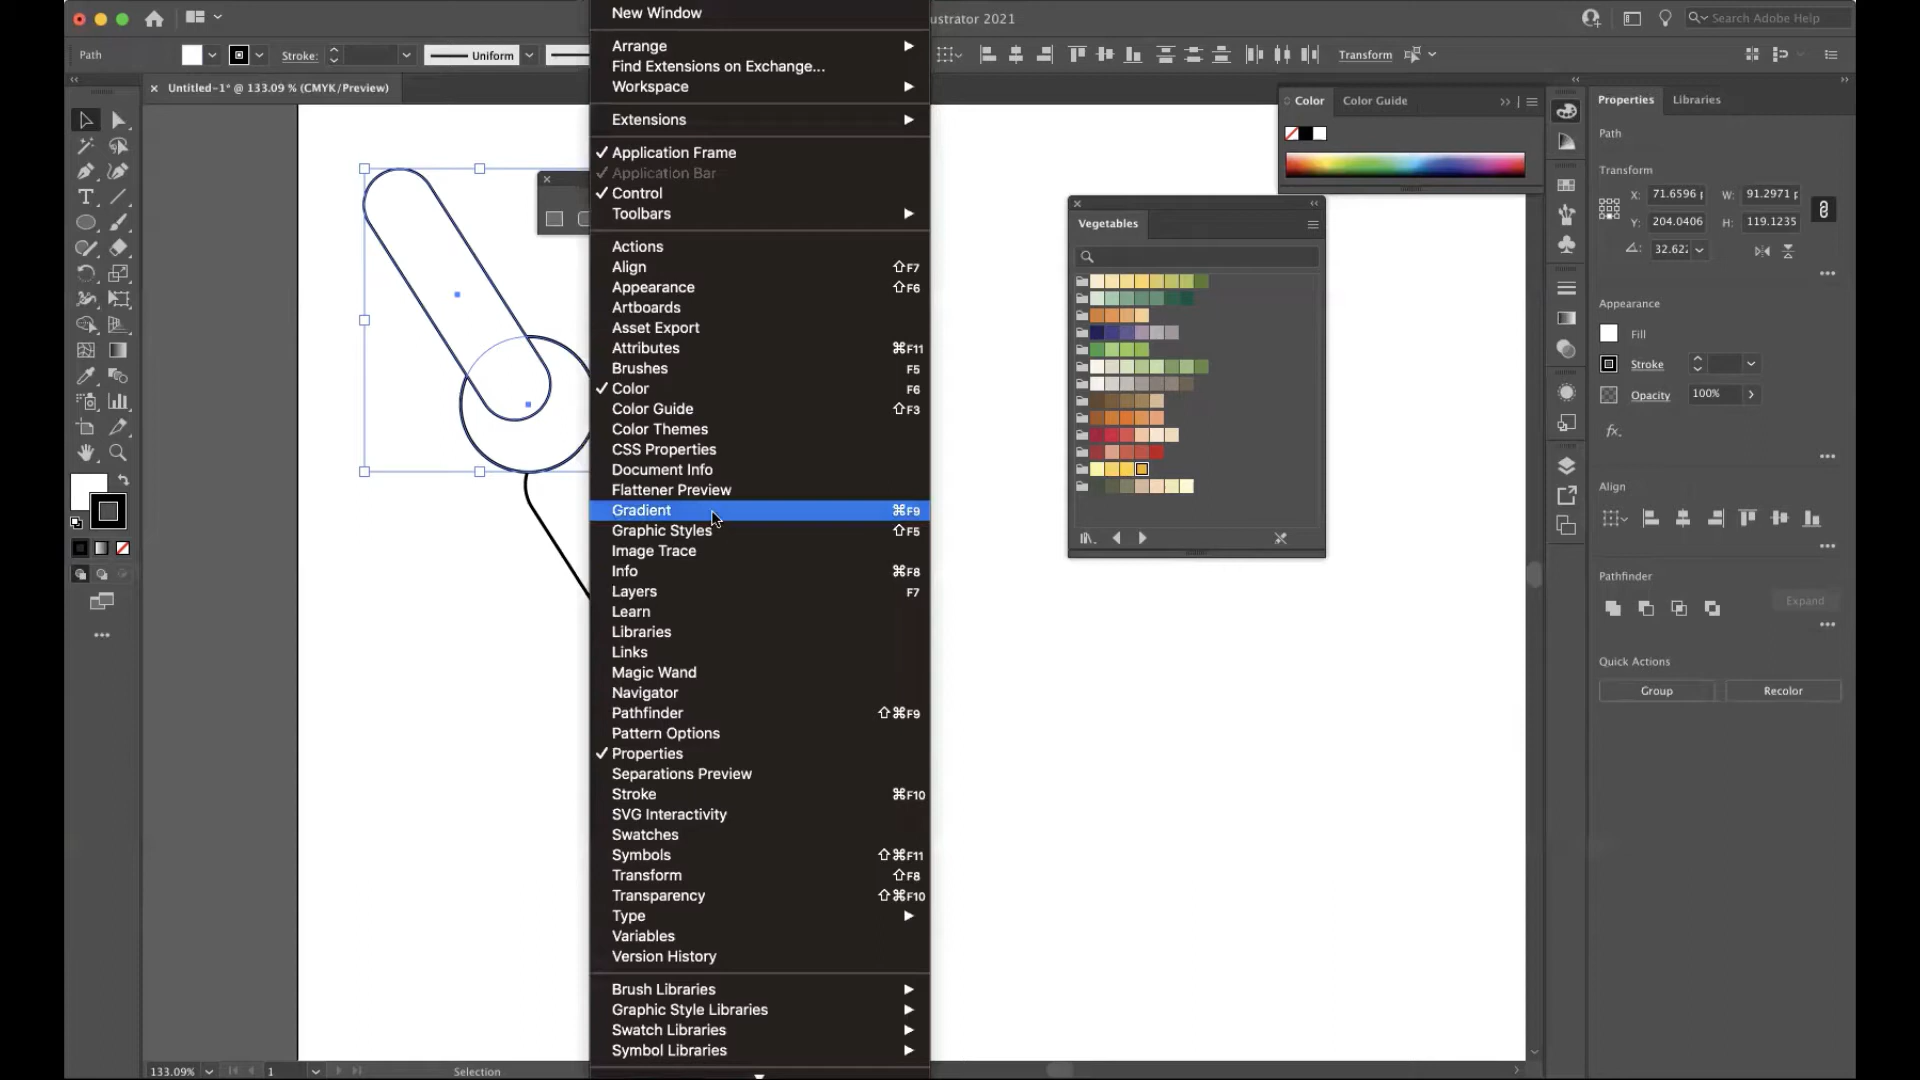 New Window
ustrator 2021
Search Adobe Help
Path
Stroke:
Uniform
Arrange
Find Extensions on Exchange...
Workspace
Transform
Untitled-1* @ 133.09 % (CMYK/Preview)
Extensions
Color
Color Guide
Properties
Libraries
Path
Application Frame
Application Bar
Control
Toolbars
Transform
X:
W:
Y:
204.0406
H:
119.1235
Vegetables
Actions
Align ⇧F7
Appearance ⇧F6
Artboards
Asset Export
Attributes ⌘F11
Brushes F5
Color F6
Color Guide ⇧F3
Color Themes
CSS Properties
Document Info
Flattener Preview
Gradient ⌘F9
Graphic Styles ⇧F5
Image Trace
Info ⌘F8
Layers F7
Learn
Libraries
Links
Magic Wand
Navigator
Pathfinder ⇧⌘F9
Pattern Options
Properties
Separations Preview
Stroke ⌘F10
SVG Interactivity
Swatches
Symbols ⇧⌘F11
Transform ⇧F8
Transparency ⇧⌘F10
Type
Variables
Version History
Brush Libraries
Graphic Style Libraries
Swatch Libraries
Symbol Libraries
Appearance
Fill
Stroke
Opacity
100%
fx.
Align
Pathfinder
Expand
Quick Actions
Group
Recolor
133.09%
1
Selection